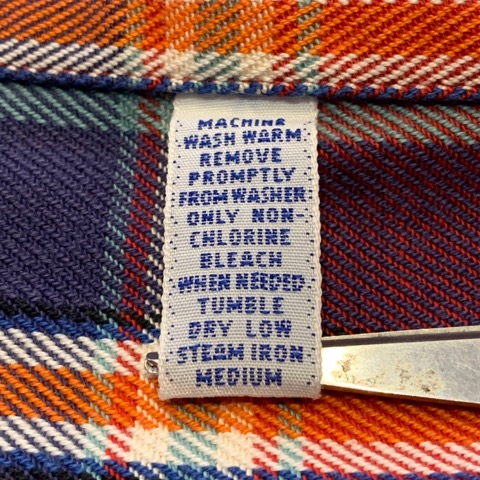 MACHINE
WASH WARM
REMOVE
PROMPTLY
FROM WASHER
ONLY NON-
CHLORINE
BLEACH
WHEN NEEDED
TUMBLE
DRY LOW
STEAM IRON
MEDIUM